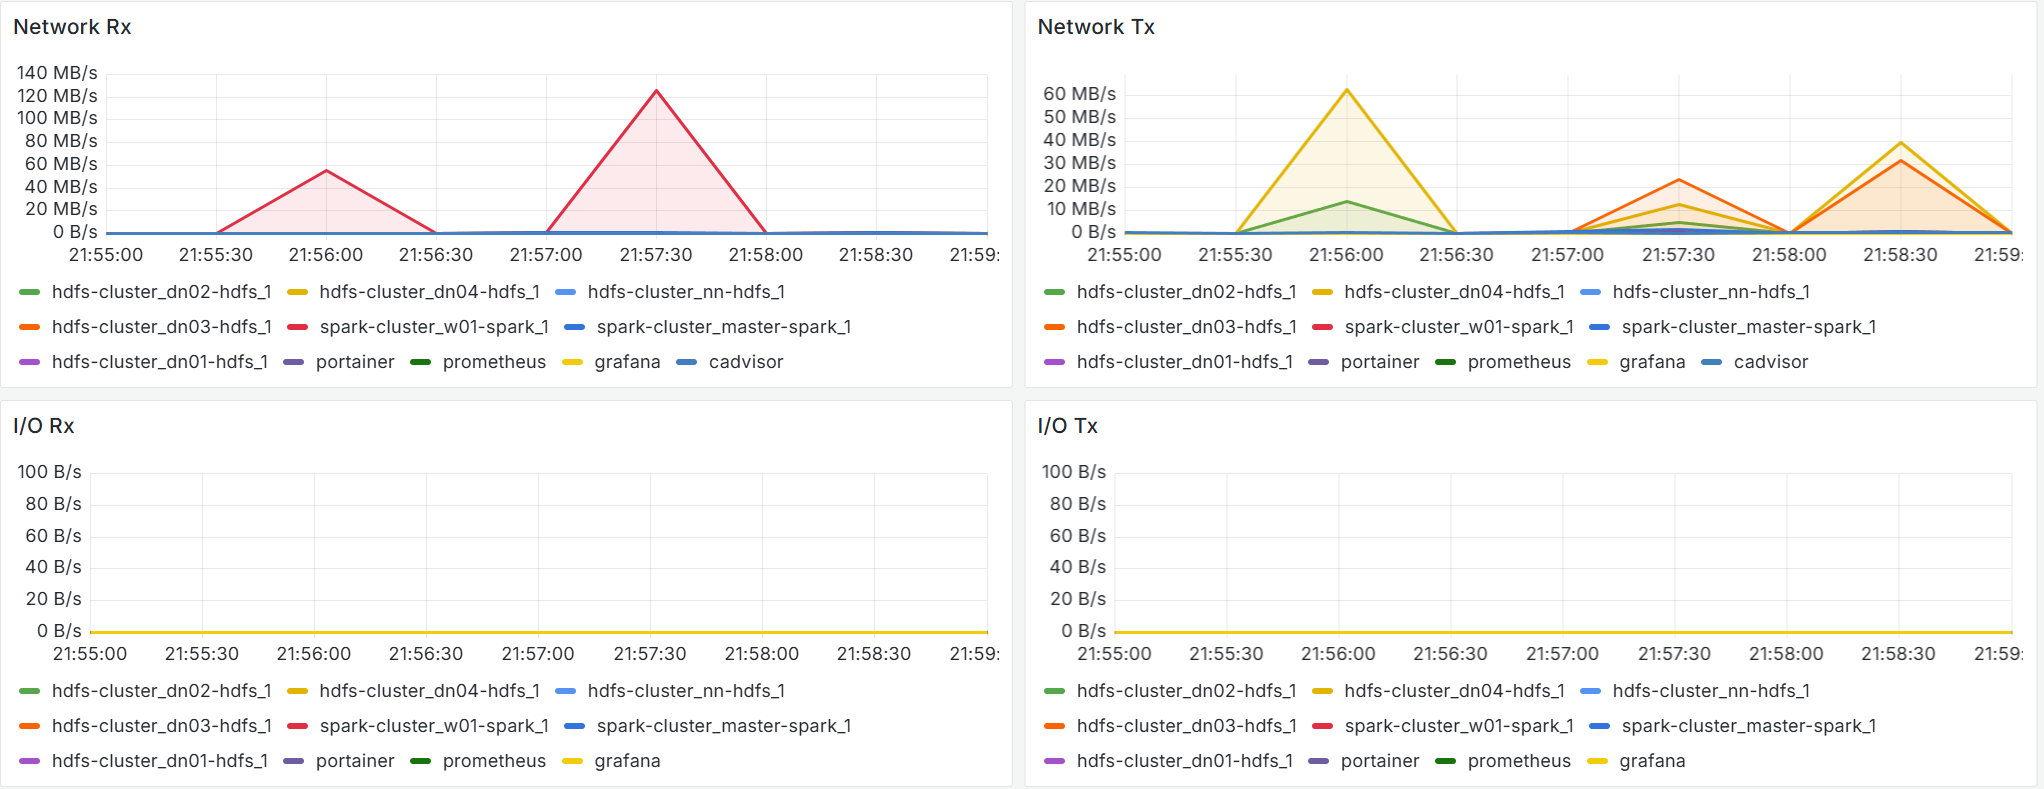 Network Rx
140 MB/s
120 MB/s
100 MB/s
80 MB/s
60 MB/s
40 MB/s
20 MB/s
0 B/s
21:55:00 21:55:30 21:56:00 21:56:30 21:57:00 21:57:30 21:58:00 21:58:30 21:59:
hdfs-cluster_dn02-hdfs_1 hdfs-cluster_dn04-hdfs_1 hdfs-cluster_nn-hdfs_1
hdfs-cluster_dn03-hdfs_1 spark-cluster_w01-spark_1 spark-cluster_master-spark_1
hdfs-cluster_dn01-hdfs_1 portainer prometheus grafana cadvisor
Network Tx
60 MB/s
50 MB/s
40 MB/s
30 MB/s
20 MB/s
10 MB/s
0 B/s
21:55:00 21:55:30 21:56:00 21:56:30 21:57:00 21:57:30 21:58:00 21:58:30 21:59:
hdfs-cluster_dn02-hdfs_1 hdfs-cluster_dn04-hdfs_1 hdfs-cluster_nn-hdfs_1
hdfs-cluster_dn03-hdfs_1 spark-cluster_w01-spark_1 spark-cluster_master-spark_1
hdfs-cluster_dn01-hdfs_1 portainer prometheus grafana cadvisor
I/O Rx
100 B/s
80 B/s
60 B/s
40 B/s
20 B/s
0 B/s
21:55:00 21:55:30 21:56:00 21:56:30 21:57:00 21:57:30 21:58:00 21:58:30 21:59:
hdfs-cluster_dn02-hdfs_1 hdfs-cluster_dn04-hdfs_1 hdfs-cluster_nn-hdfs_1
hdfs-cluster_dn03-hdfs_1 spark-cluster_w01-spark_1 spark-cluster_master-spark_1
hdfs-cluster_dn01-hdfs_1 portainer prometheus grafana
I/O Tx
100 B/s
80 B/s
60 B/s
40 B/s
20 B/s
0 B/s
21:55:00 21:55:30 21:56:00 21:56:30 21:57:00 21:57:30 21:58:00 21:58:30 21:59:
hdfs-cluster_dn02-hdfs_1 hdfs-cluster_dn04-hdfs_1 hdfs-cluster_nn-hdfs_1
hdfs-cluster_dn03-hdfs_1 spark-cluster_w01-spark_1 spark-cluster_master-spark_1
hdfs-cluster_dn01-hdfs_1 portainer prometheus grafana